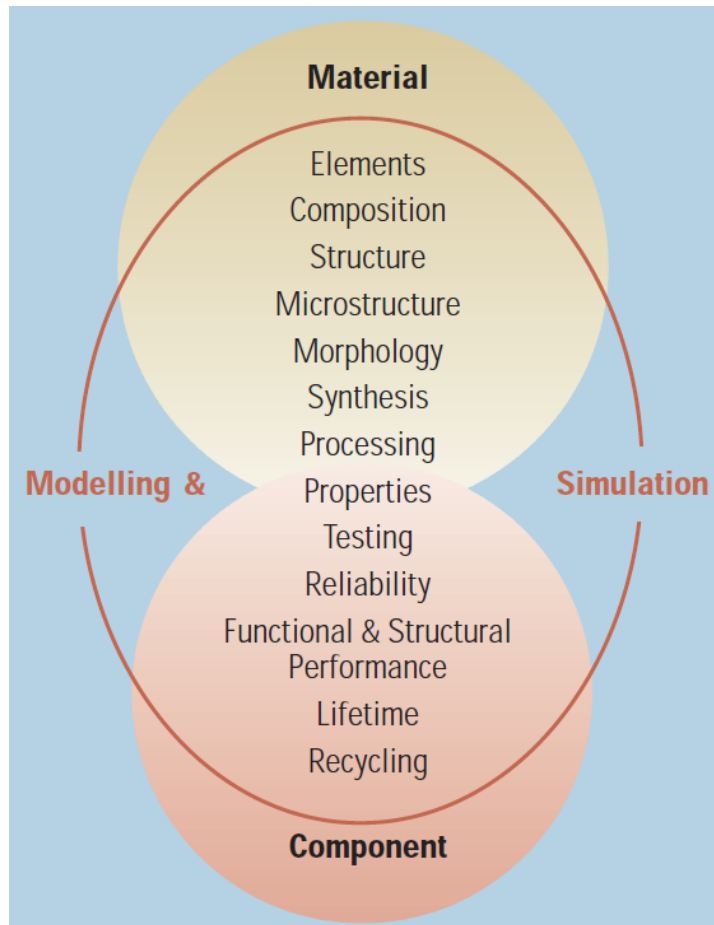 Material
Elements
Composition
Structure
Microstructure
Morphology
Synthesis
Processing
Modelling &
Properties
Simulation
Testing
Reliability
Functional & Structural
Performance
Lifetime
Recycling
Component